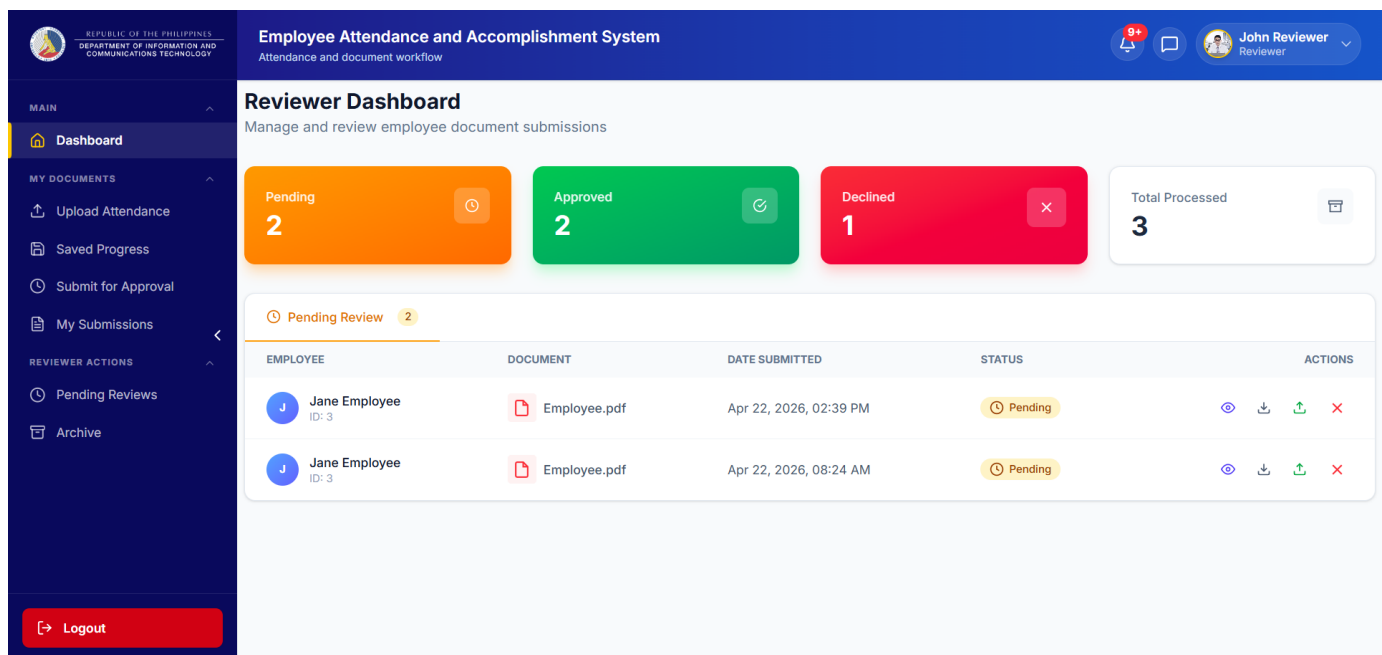 REPUBLIC OF THE PHILIPPINES
DEPARTMENT OF INFORMATION AND
COMMUNICATIONS TECHNOLOGY
Employee Attendance and Accomplishment System
Attendance and document workflow
9+
John Reviewer
Reviewer
MAIN
Dashboard
MY DOCUMENTS
Upload Attendance
Saved Progress
Submit for Approval
My Submissions
REVIEWER ACTIONS
Pending Reviews
Archive
Logout
Reviewer Dashboard
Manage and review employee document submissions
Pending
2
Approved
2
Declined
1
Total Processed
3
Pending Review 2
EMPLOYEE DOCUMENT DATE SUBMITTED STATUS ACTIONS
J Jane Employee Employee.pdf Apr 22, 2026, 02:39 PM Pending
ID: 3
J Jane Employee Employee.pdf Apr 22, 2026, 08:24 AM Pending
ID: 3